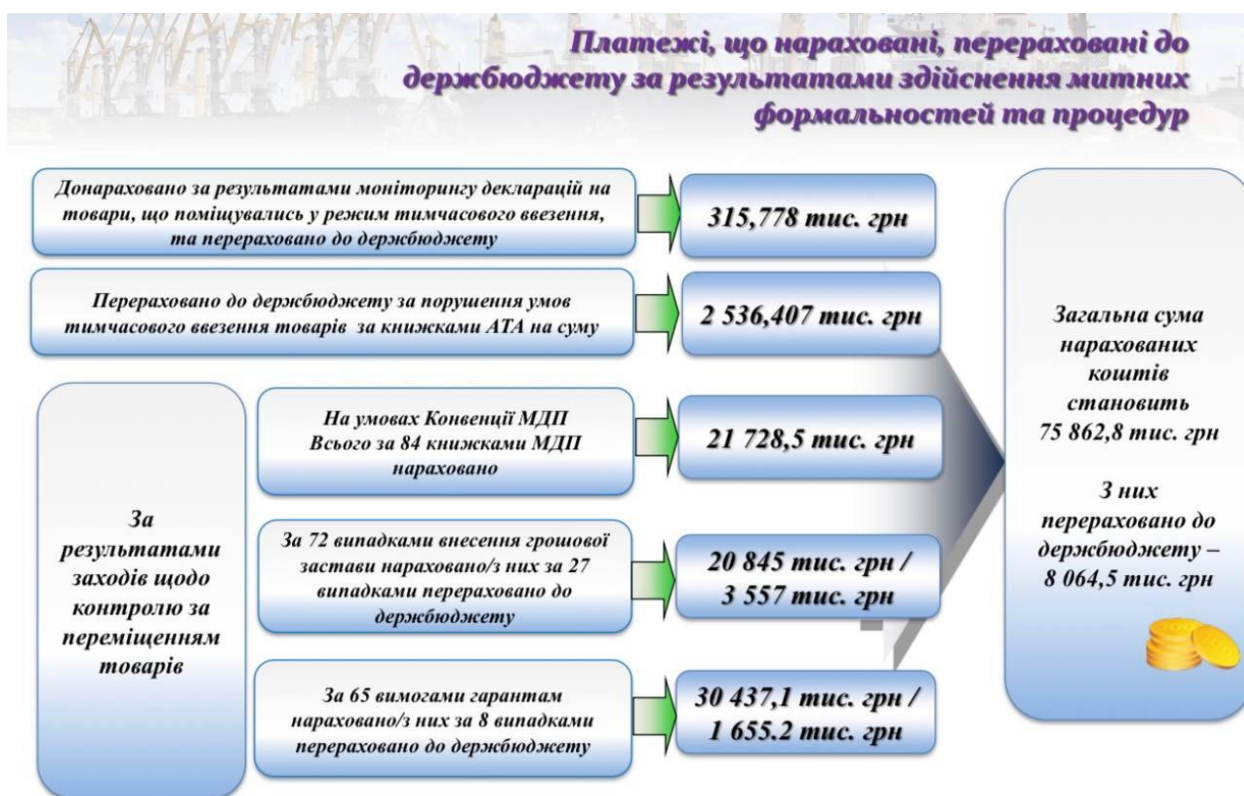 Платежі, що нараховані, перераховані до
держбюджету за результатами здійснення митних
формальностей та процедур
Донараховано за результатами моніторингу декларацій на
товари, що поміщувались у режим тимчасового ввезення,
та перераховано до держбюджету
315,778 тис. грн
Перераховано до держбюджету за порушення умов
тимчасового ввезення товарів за книжками АТА на суму
2 536,407 тис. грн
За
результатами
заходів щодо
контролю за
переміщенням
товарів
На умовах Конвенції МДП
Всього за 84 книжками МДП
нараховано
21 728,5 тис. грн
За 72 випадками внесення грошової
застави нараховано/з них за 27
випадками перераховано до
держбюджету
20 845 тис. грн /
3 557 тис. грн
За 65 вимогами гарантам
нараховано/з них за 8 випадками
перераховано до держбюджету
30 437,1 тис. грн /
1 655.2 тис. грн
Загальна сума
нарахованих
коштів
становить
75 862,8 тис. грн
З них
перераховано до
держбюджету –
8 064,5 тис. грн